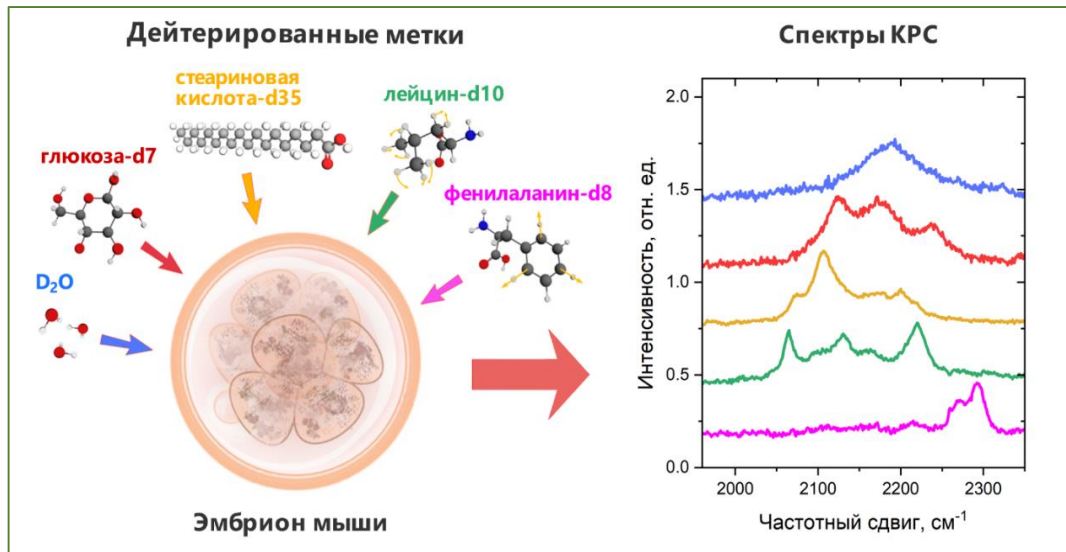 Дейтерированные метки
стеариновая
кислота-d35
лейцин-d10
глюкоза-d7
фенилаланин-d8
D₂O
Эмбрион мыши
Спектры КРС
Интенсивность, отн. ед.
2.0
1.5
1.0
0.5
0.0
2000 2100 2200 2300
Частотный сдвиг, см⁻¹